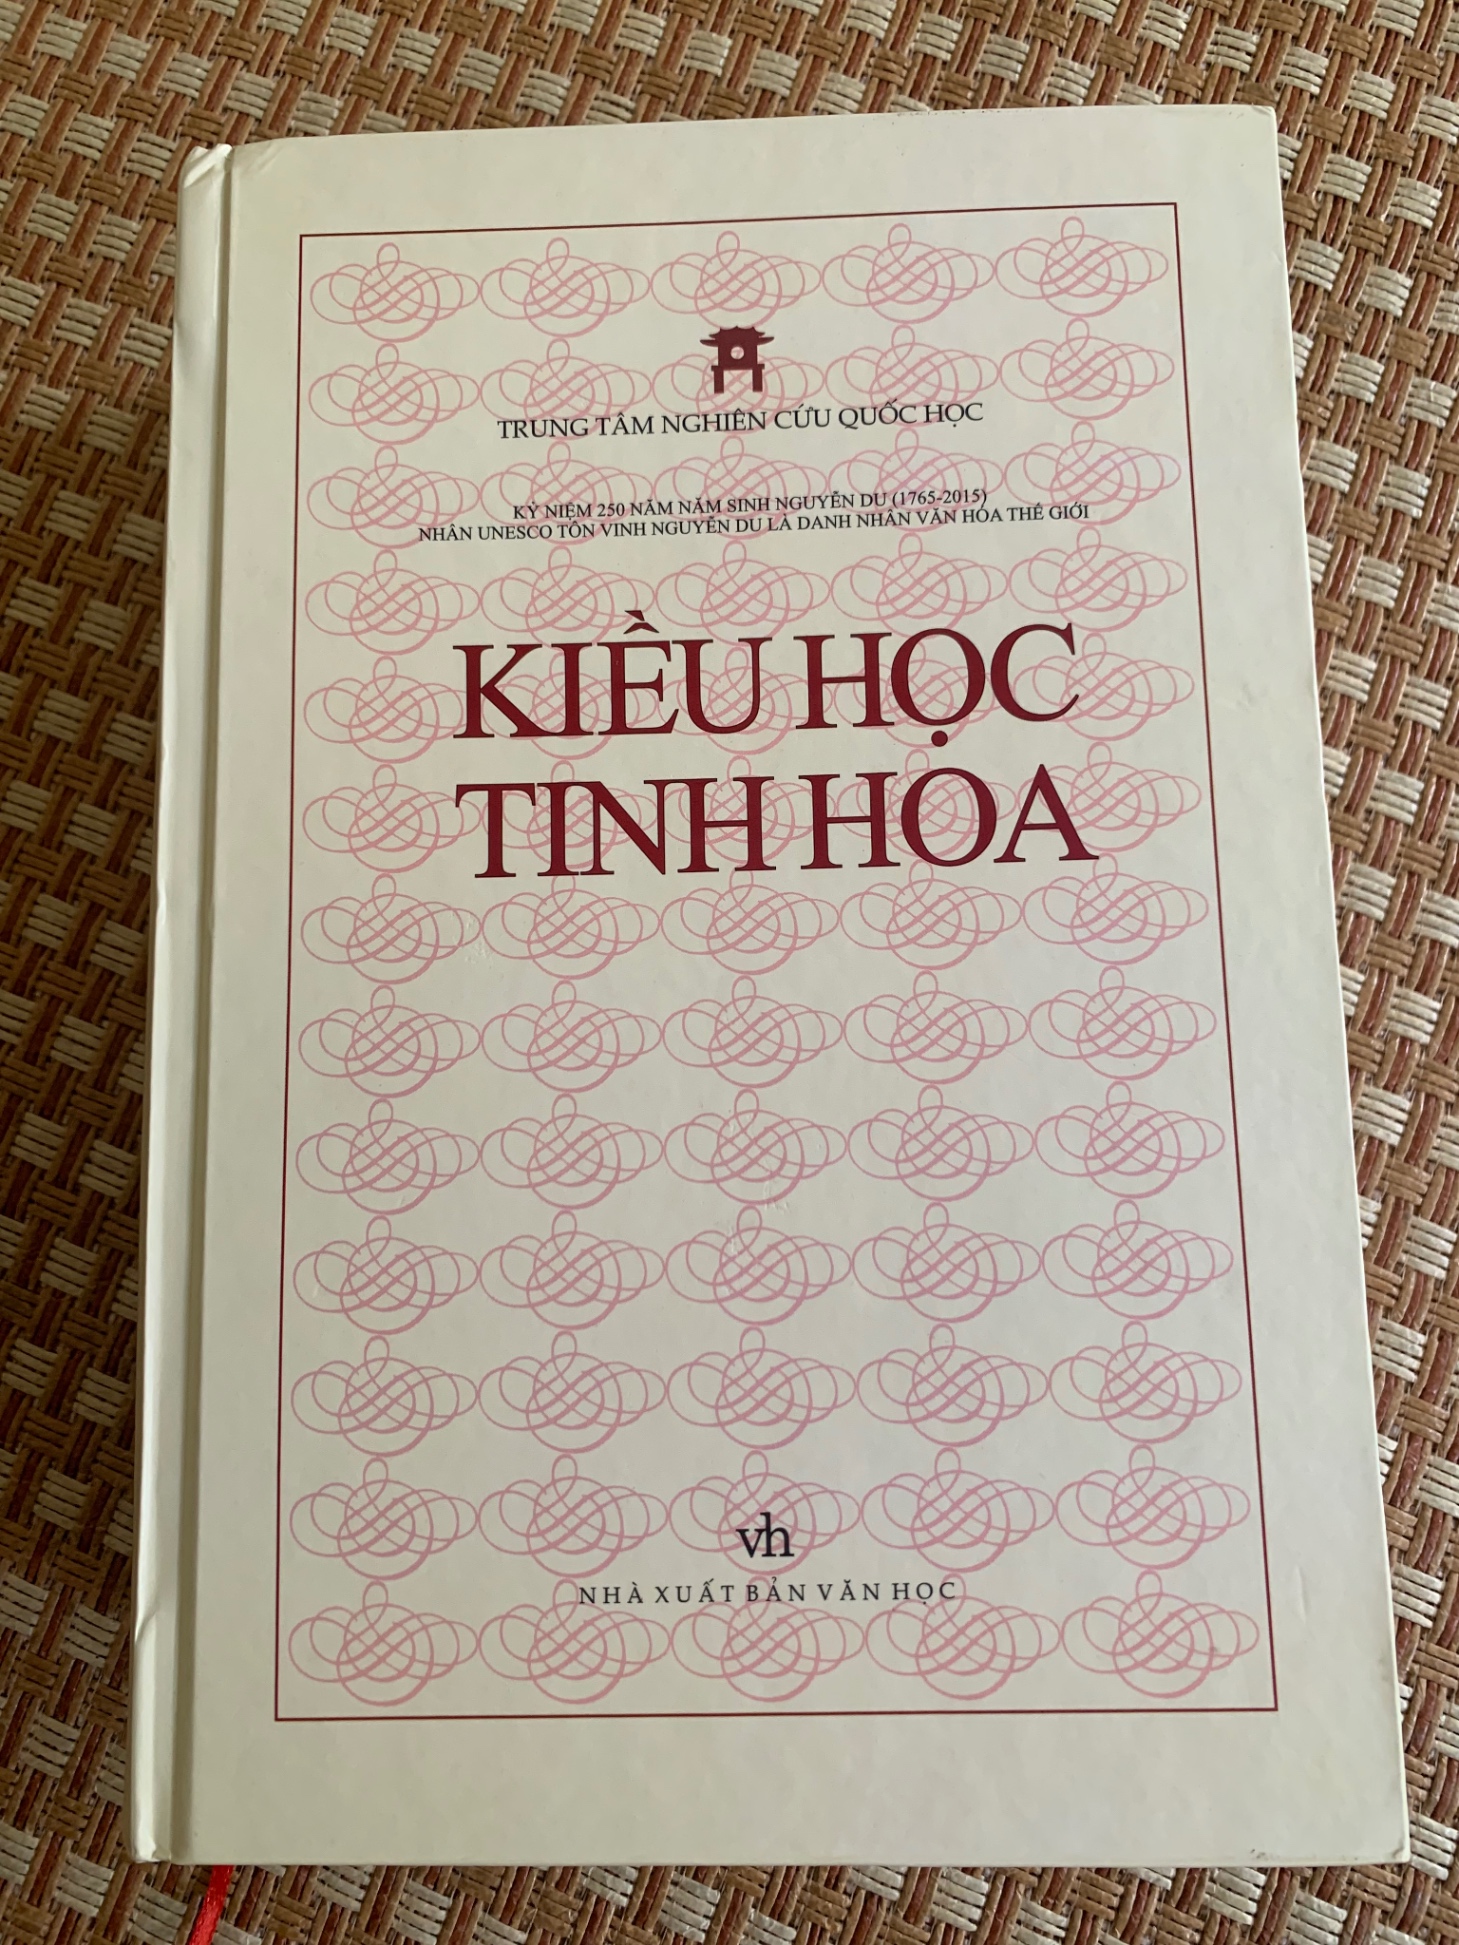 TRUNG TÂM NGHIÊN CỨU QUỐC HỌC
KỶ NIỆM 250 NĂM NĂM SINH NGUYỄN DU (1765-2015)
NHÂN UNESCO TÔN VINH NGUYỄN DU LÀ DANH NHÂN VĂN HÓA THẾ GIỚI
KIỀU HỌC
TINH HOA
vh
NHÀ XUẤT BẢN VĂN HỌC